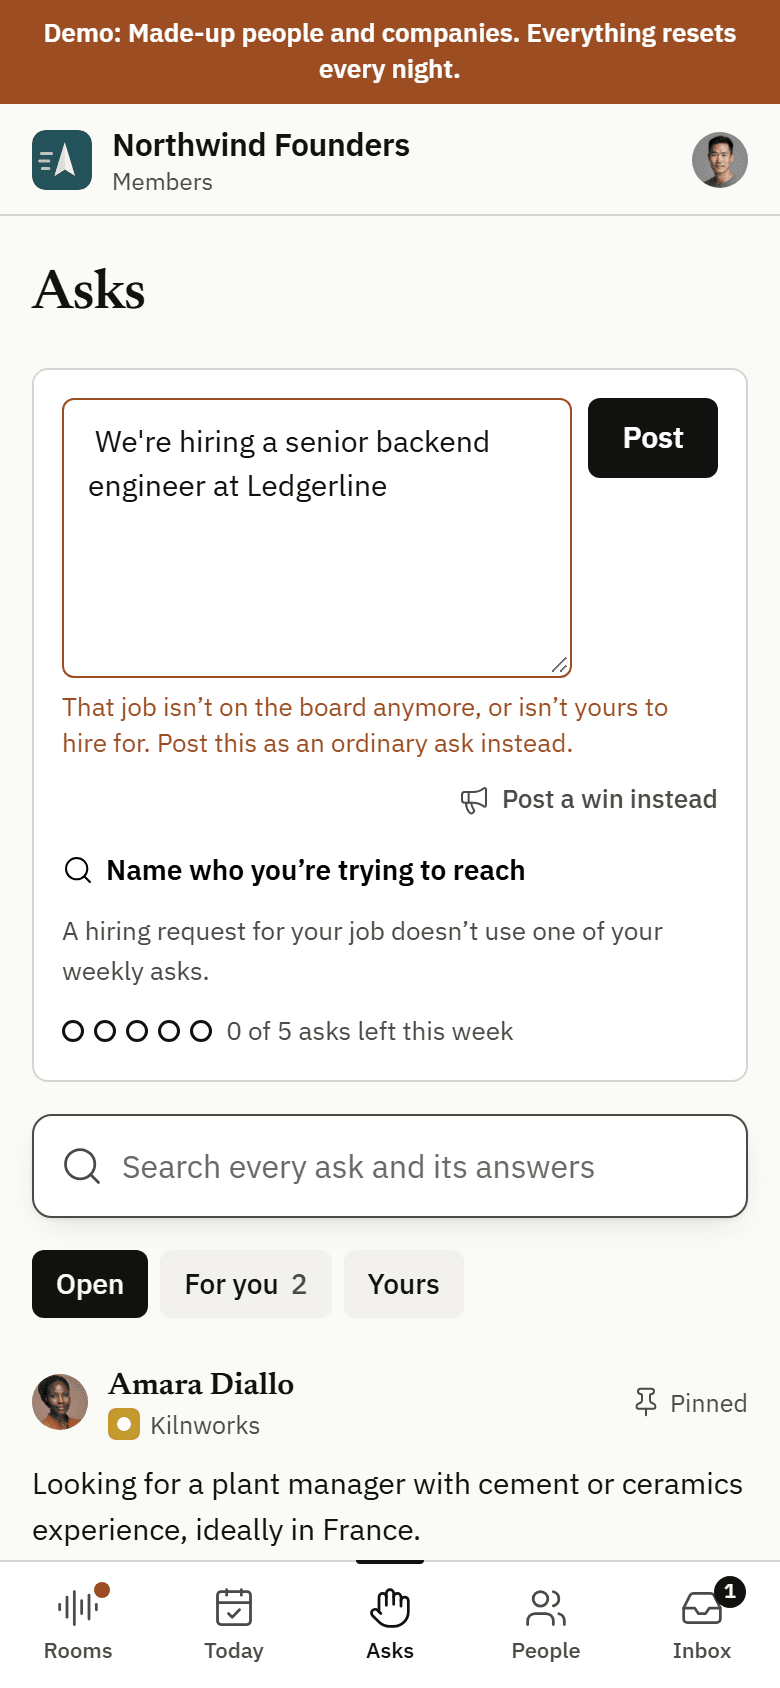 Demo: Made-up people and companies. Everything resets
every night.
Northwind Founders
Members
Asks
We're hiring a senior backend
engineer at Ledgerline
Post
That job isn’t on the board anymore, or isn’t yours to
hire for. Post this as an ordinary ask instead.
Post a win instead
Name who you’re trying to reach
A hiring request for your job doesn’t use one of your
weekly asks.
0 of 5 asks left this week
Search every ask and its answers
Open
For you 2
Yours
Amara Diallo
Kilnworks
Pinned
Looking for a plant manager with cement or ceramics
experience, ideally in France.
Rooms
Today
Asks
People
1
Inbox